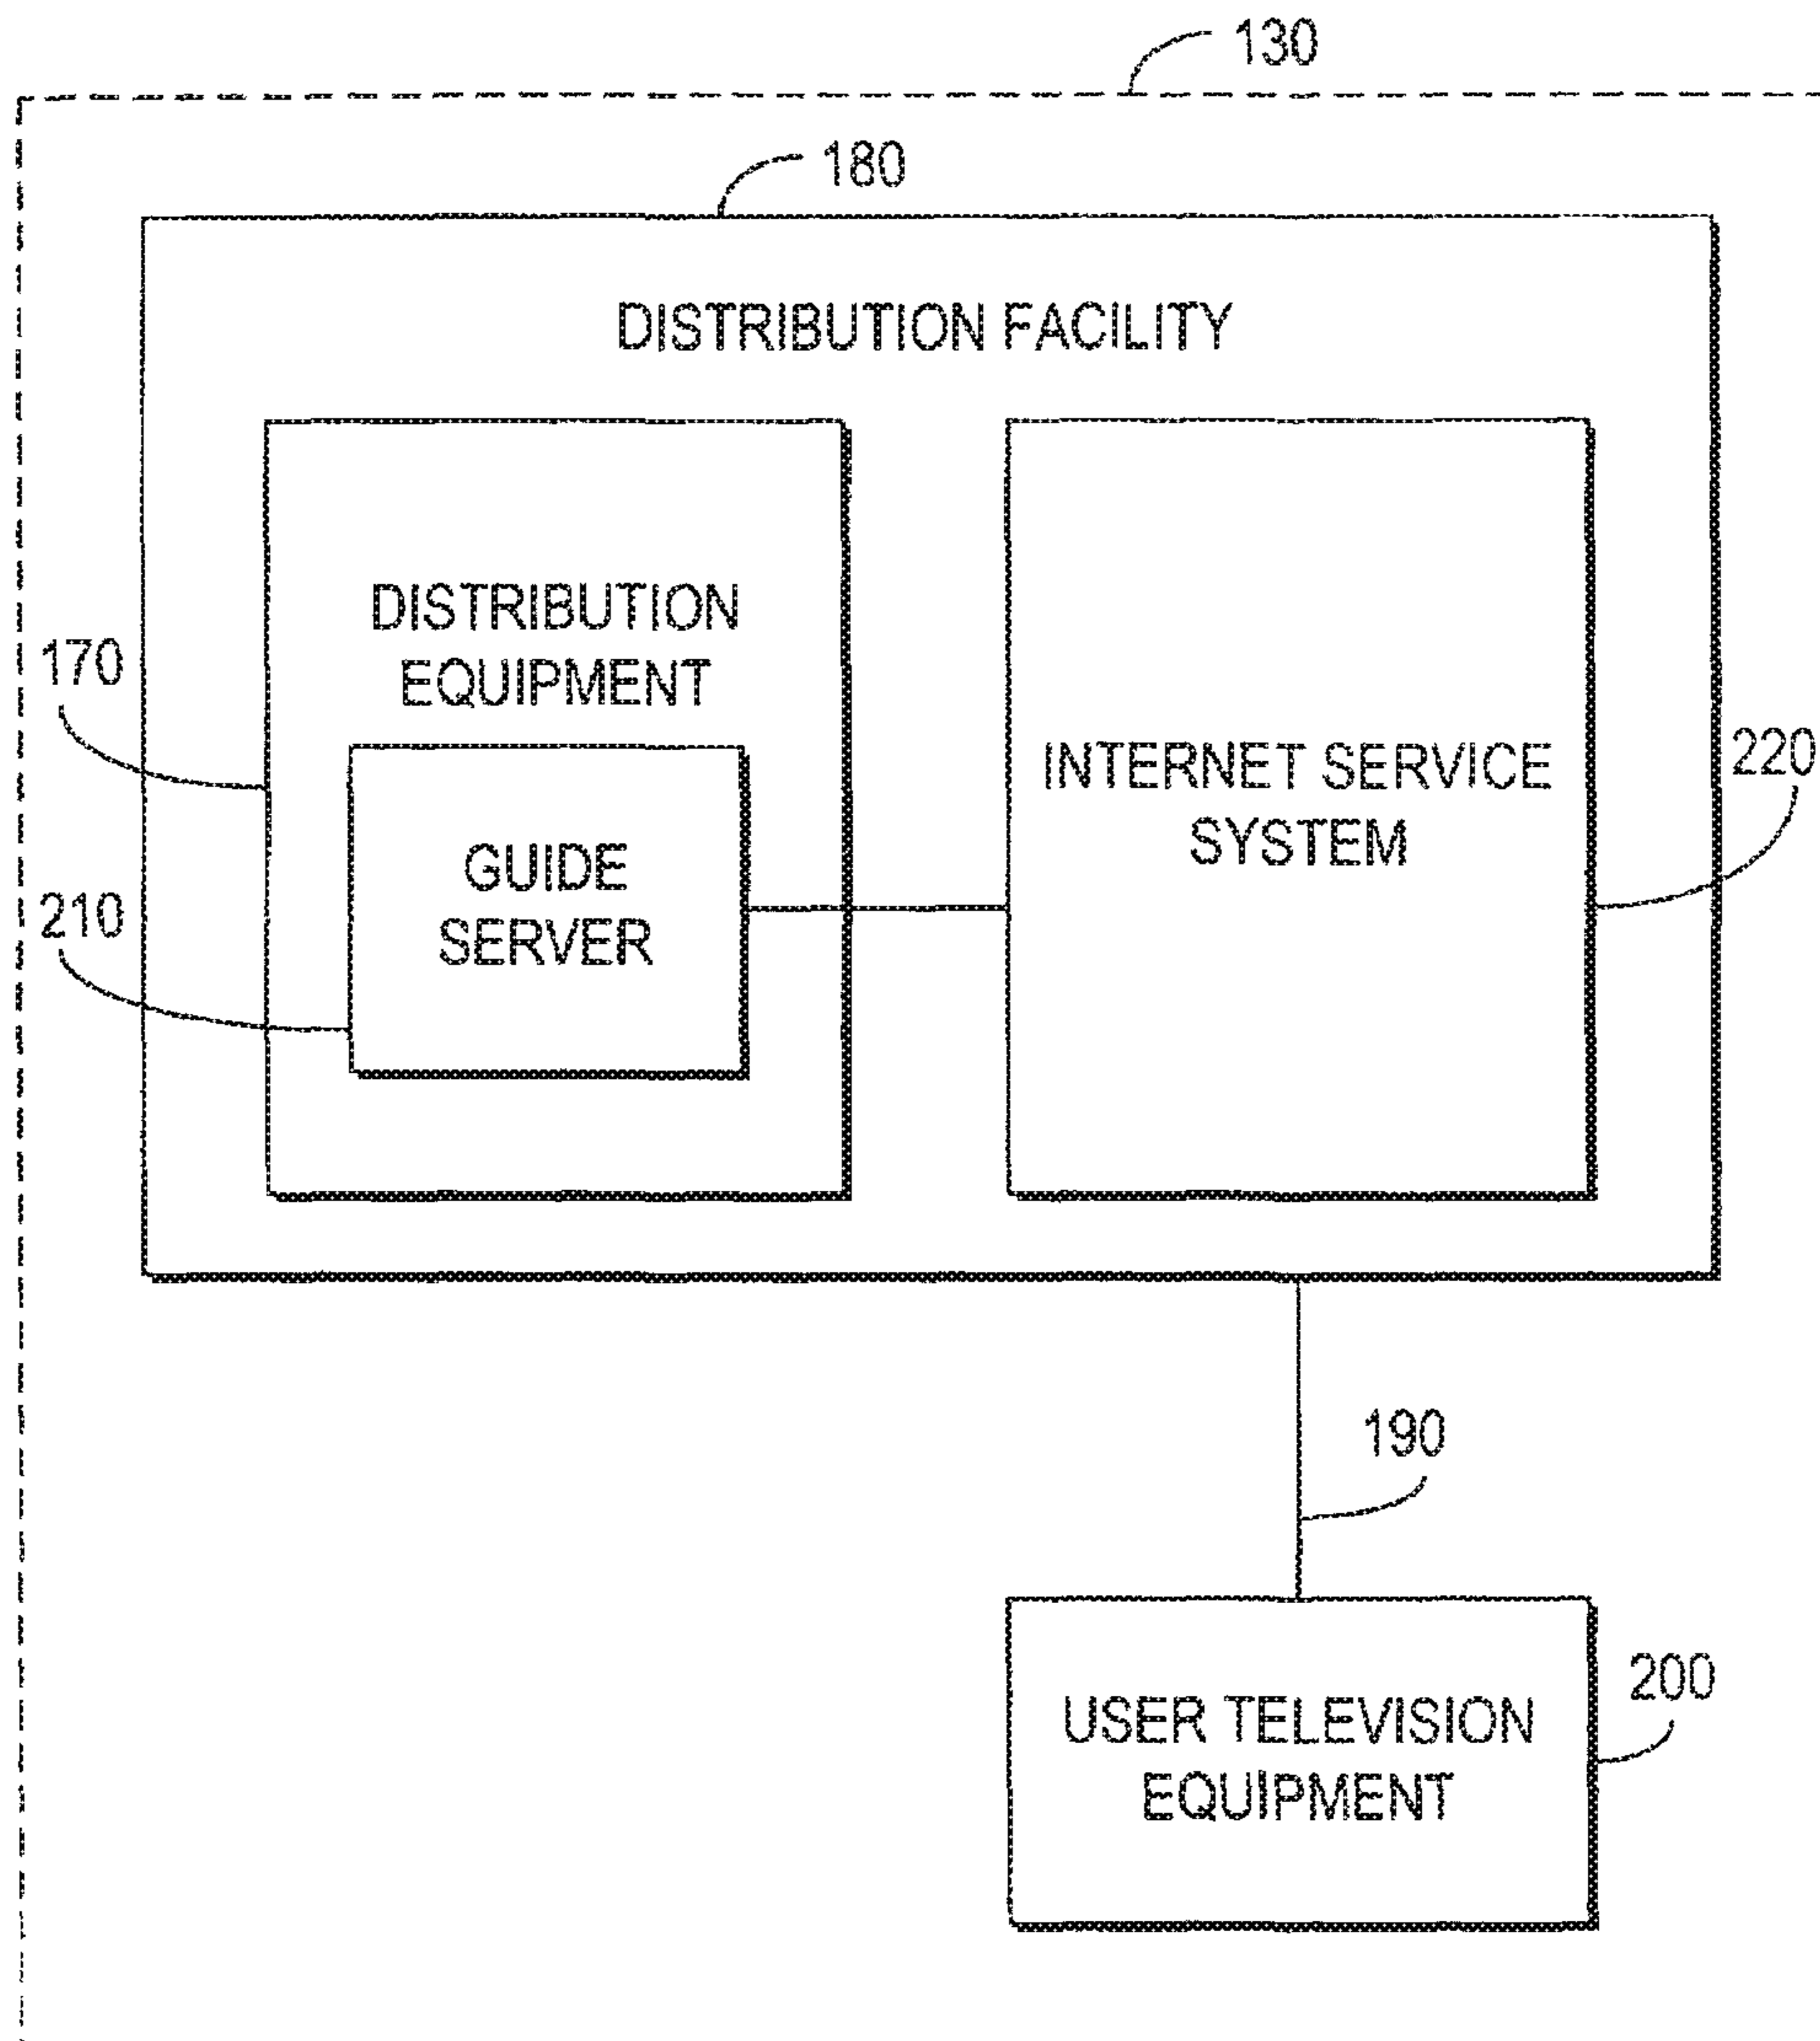 130
180
DISTRIBUTION FACILITY
DISTRIBUTION
EQUIPMENT
170
INTERNET SERVICE
SYSTEM
220
GUIDE
SERVER
210
190
USER TELEVISION
EQUIPMENT
200